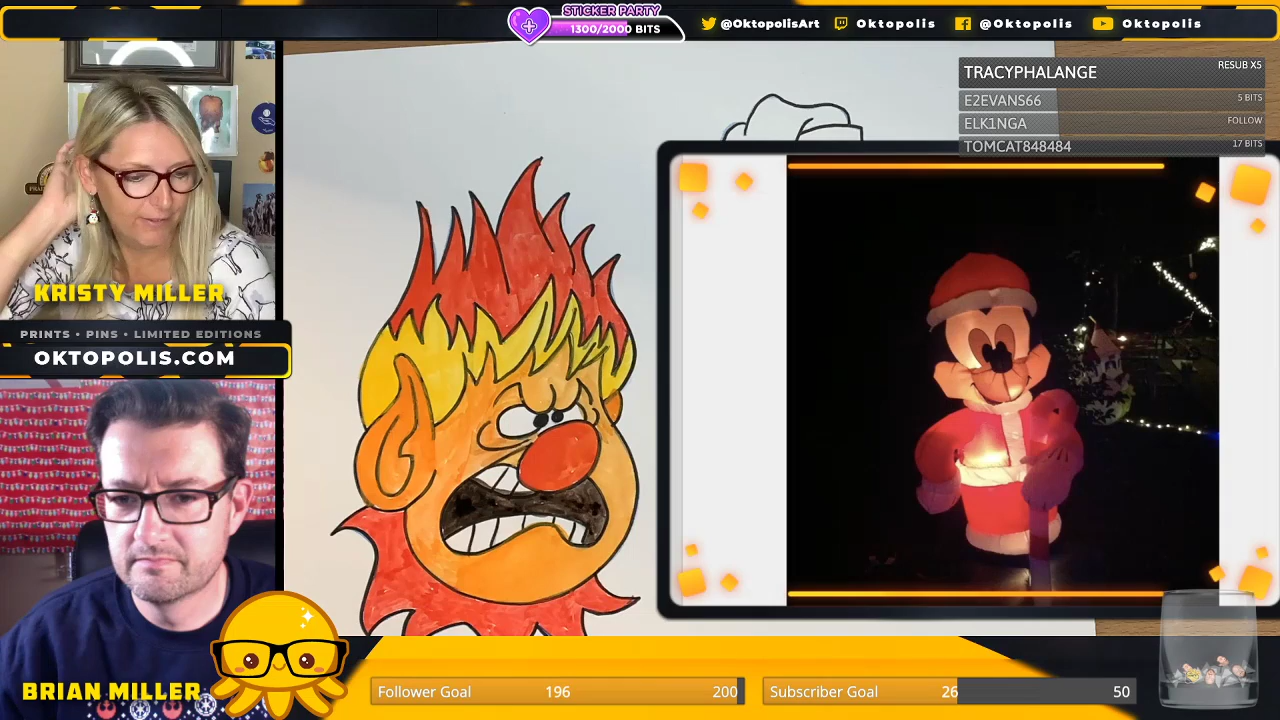 STICKER PARTY
1300/2000 BITS
@OktopolisArt
Oktopolis
@Oktopolis
Oktopolis
TRACYPHALANGE RESUB X5
E2EVANS66 5 BITS
ELK1NGA FOLLOW
TOMCAT848484 17 BITS
KRISTY MILLER
PRINTS • PINS • LIMITED EDITIONS
OKTOPOLIS.COM
BRIAN MILLER
Follower Goal 196 200
Subscriber Goal 26 50